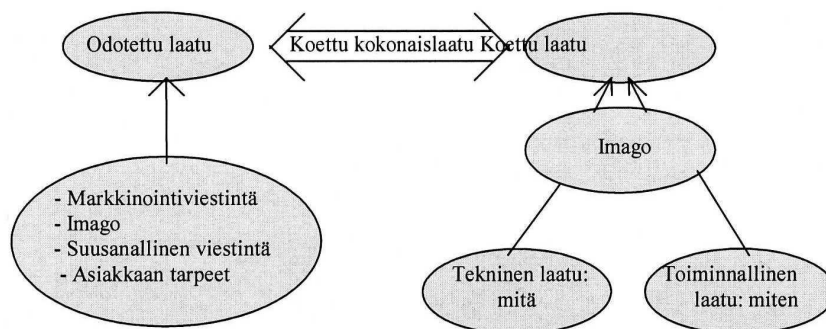 Odotettu laatu
Koettu kokonaislaatu Koettu laatu
Imago
- Markkinointiviestintä
- Imago
- Suusanallinen viestintä
- Asiakkaan tarpeet
Tekninen laatu:
mitä
Toiminnallinen
laatu: miten